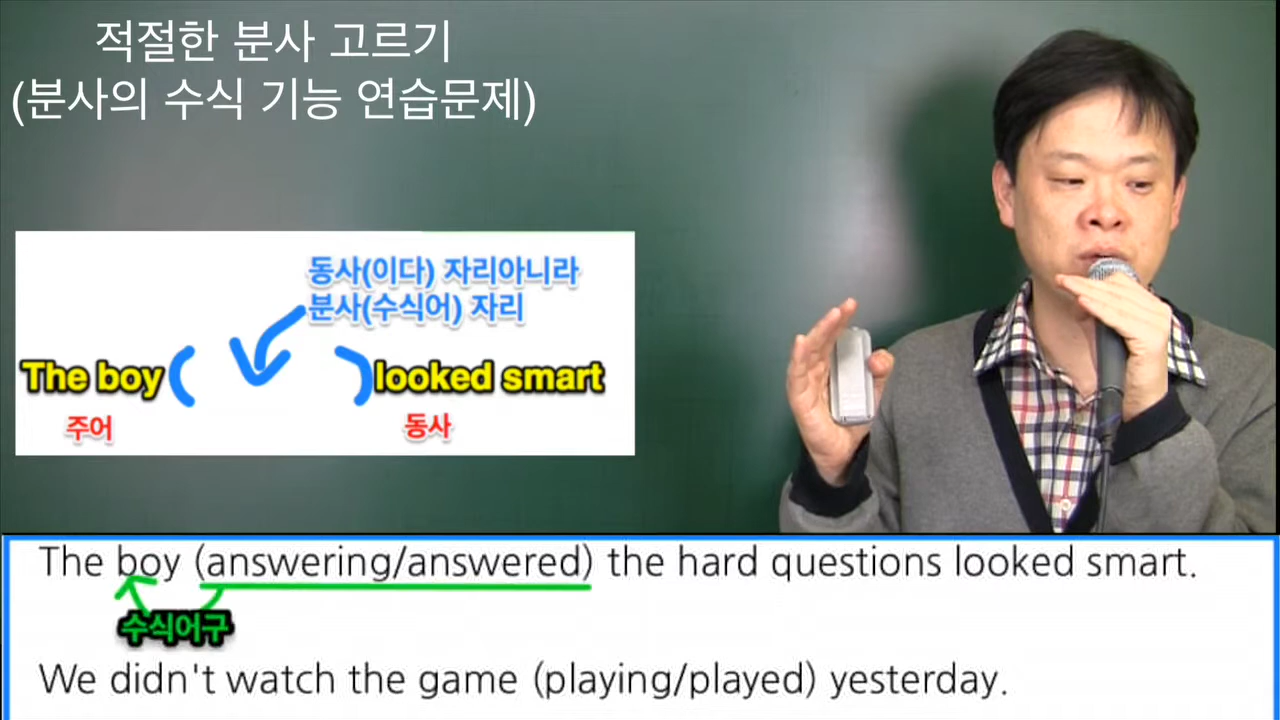 적절한 분사 고르기
(분사의 수식 기능 연습문제)
동사(이다) 자리아니라
분사(수식어) 자리
The boy ( ) looked smart
주어 동사
The boy (answering/answered) the hard questions looked smart.
수식어구
We didn't watch the game (playing/played) yesterday.